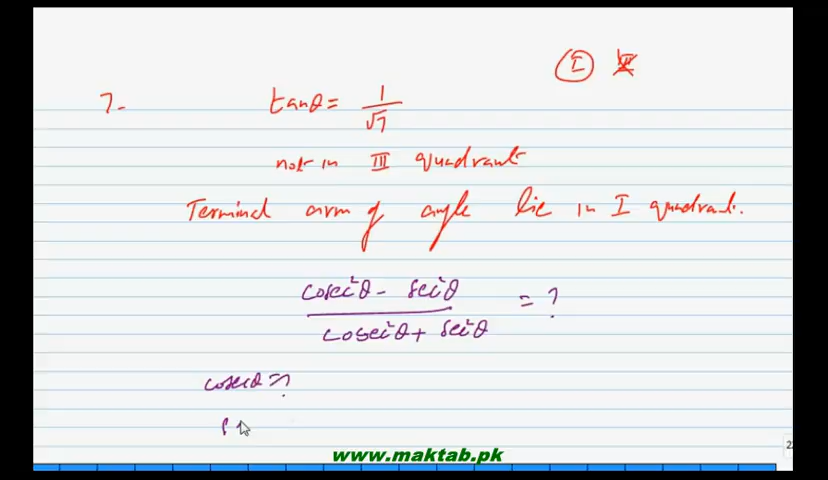 I III
7. tanθ = 1/√7
not in III quadrant
Terminal arm of angle lie in I quadrant.
cosec²θ - sec²θ / cosec²θ + sec²θ = ?
cosecθ = ?
www.maktab.pk